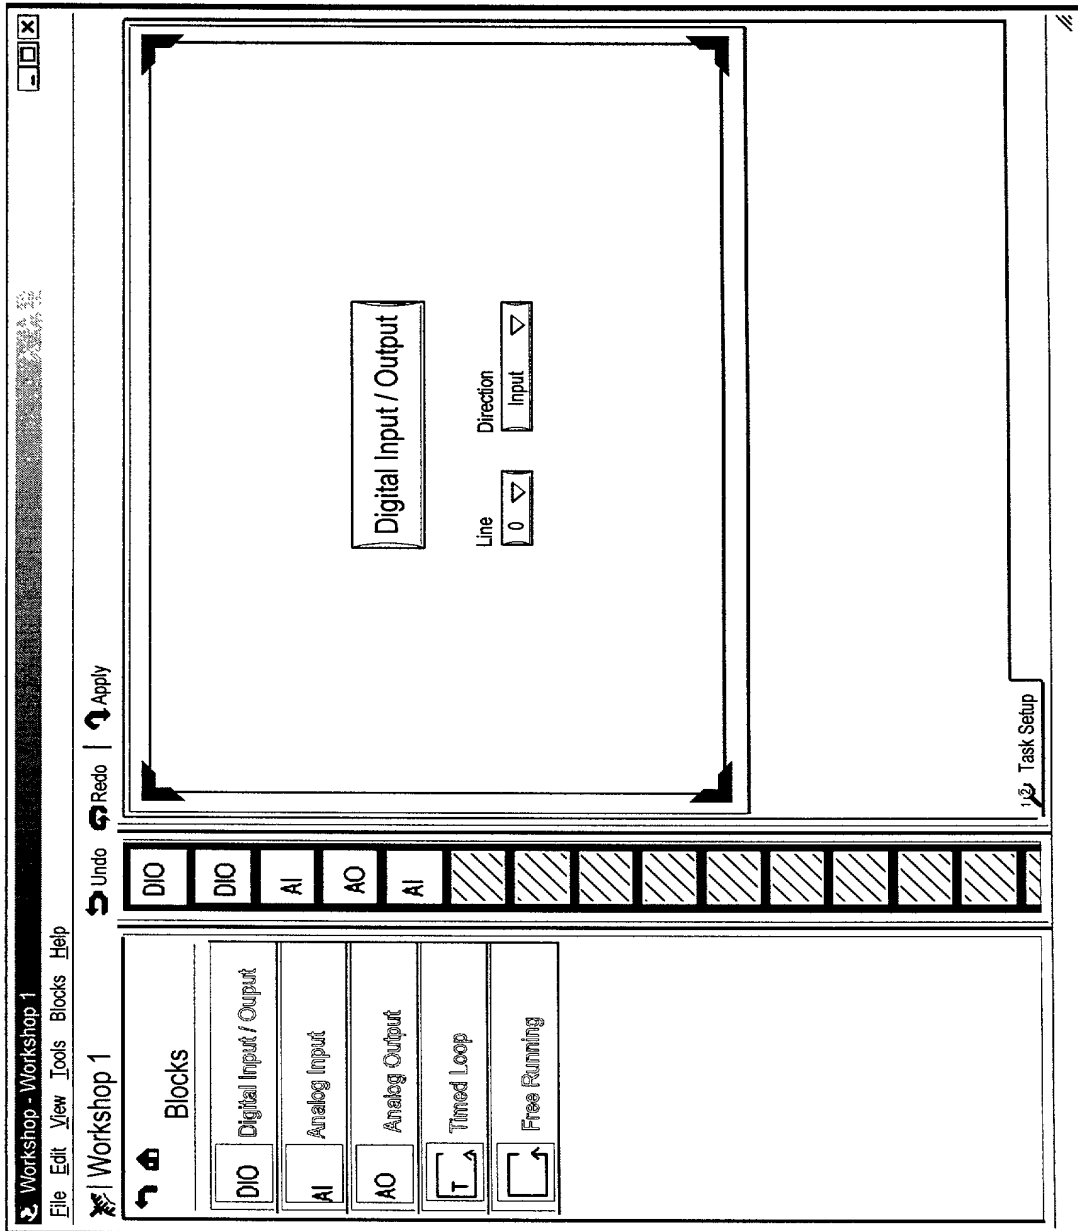 Workshop - Workshop 1
File Edit View Tools Blocks Help
Workshop 1
Undo Redo | Apply
Blocks
DIO Digital Input / Ouput
AI Analog Input
AO Analog Output
T Timed Loop
Free Running
DIO
DIO
AI
AO
AI
Digital Input / Output
Line
0
Direction
Input
1 2 Task Setup